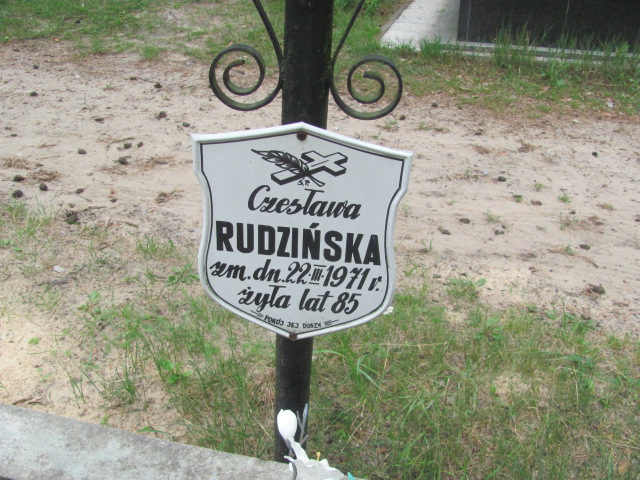 Ś.P.
Czesława
RUDZIŃSKA
zm. dn. 22-III-1971 r.
żyła lat 85
POKÓJ JEJ DUSZY